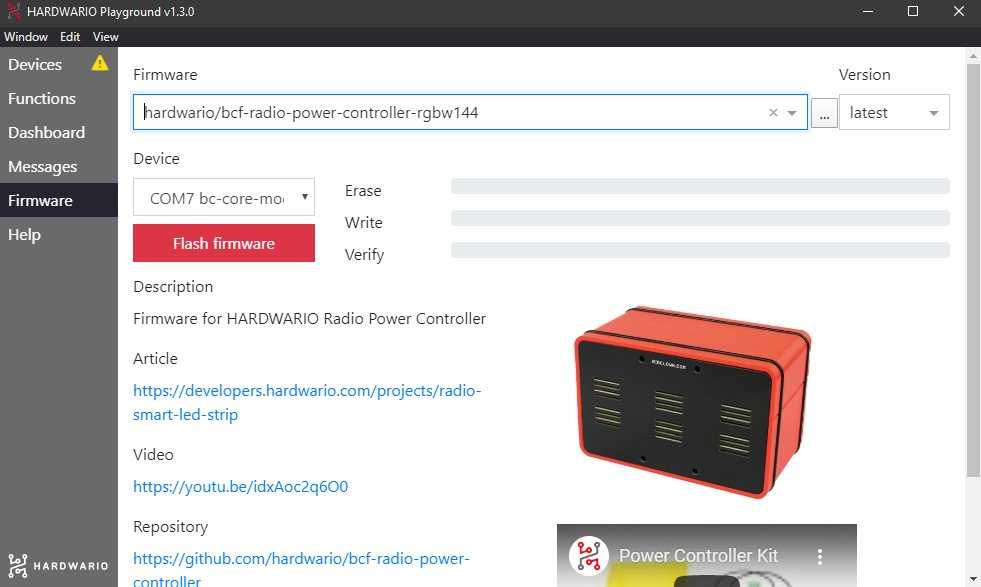 HARDWARIO Playground v1.3.0
Window Edit View
Devices
Functions
Dashboard
Messages
Firmware
Help
HARDWARIO
Firmware
Version
hardwario/bcf-radio-power-controller-rgbw144
...
latest
Device
COM7 bc-core-mo
Flash firmware
Erase
Write
Verify
Description
Firmware for HARDWARIO Radio Power Controller
Article
https://developers.hardwario.com/projects/radio-
smart-led-strip
Video
https://youtu.be/idxAoc2q6O0
Repository
https://github.com/hardwario/bcf-radio-power-
controller
BIGCLOWN.COM
Power Controller Kit